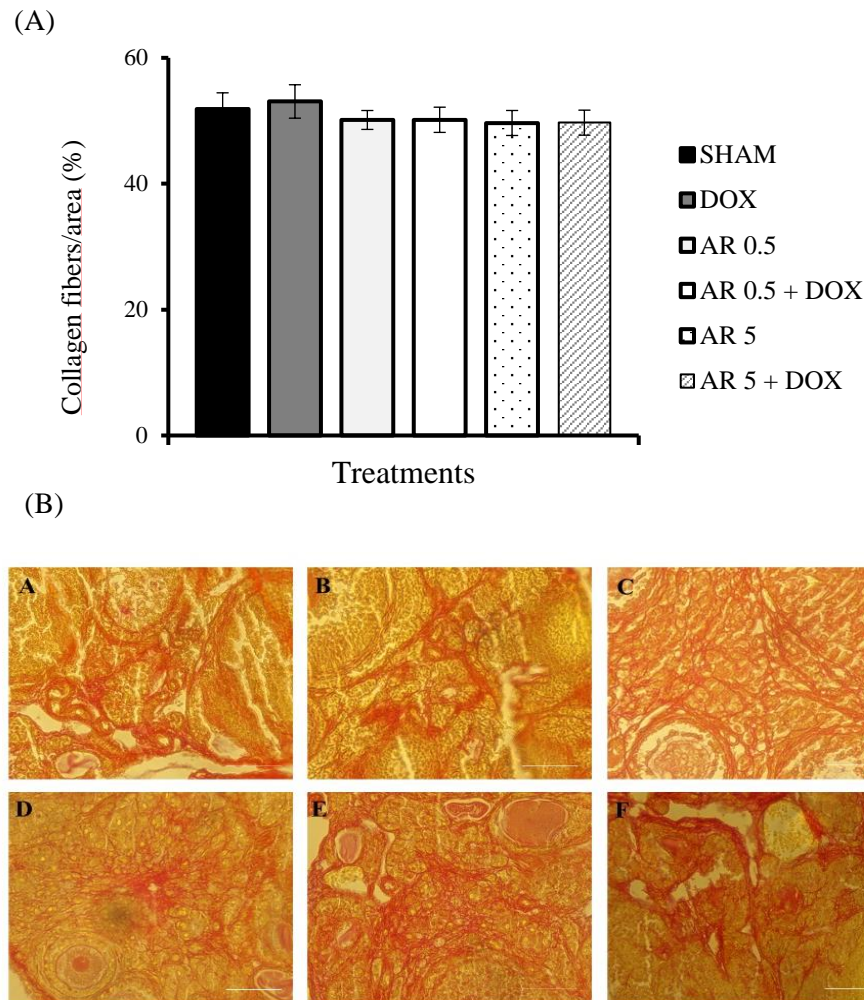 (A)
60
40
20
0
Collagen fibers/area (%)
Treatments
SHAM
DOX
AR 0.5
AR 0.5 + DOX
AR 5
AR 5 + DOX
(B)
A
B
C
D
E
F